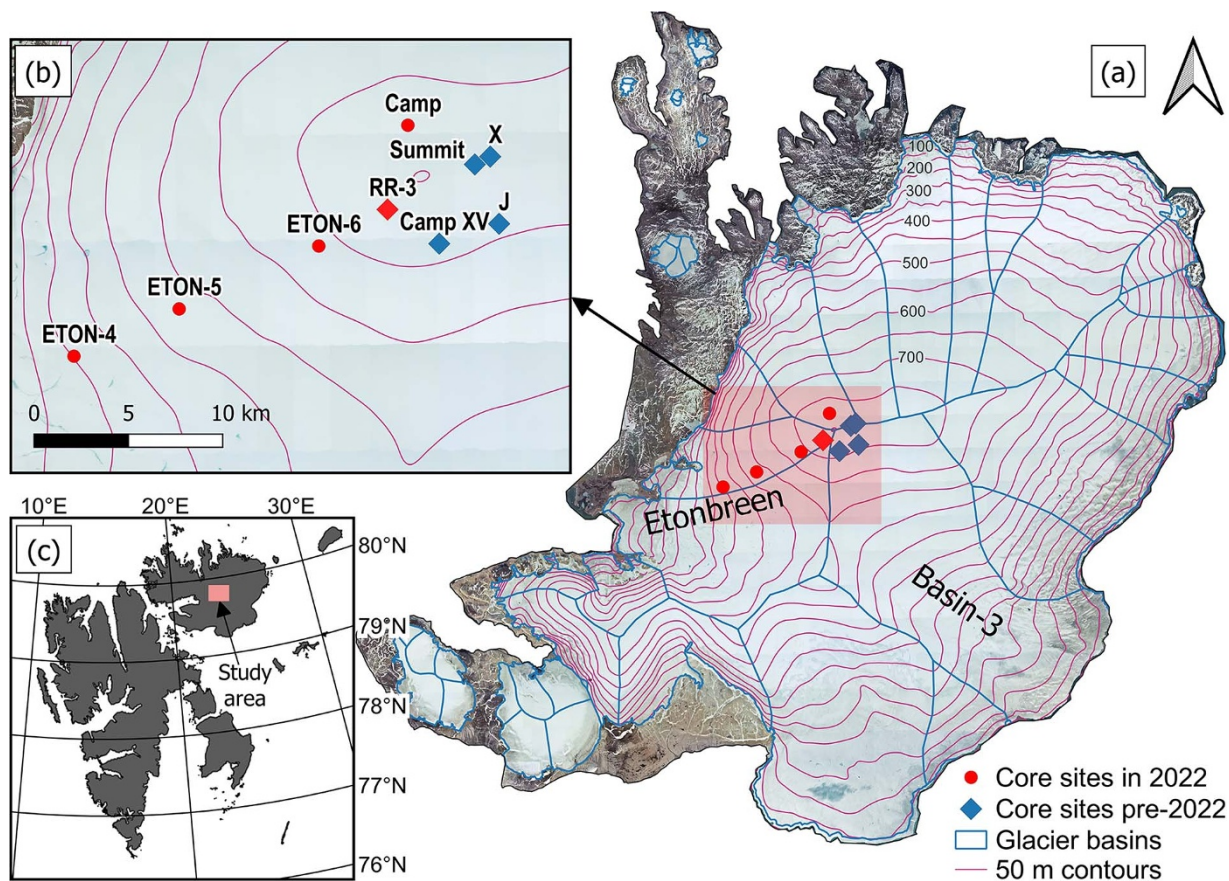 (b)
Camp
X
Summit
RR-3
J
ETON-6
Camp XV
ETON-5
ETON-4
0 5 10 km
(a)
100
200
300
400
500
600
700
Etonbreen
Basin-3
10°E 20°E 30°E
(c)
80°N
79°N
78°N
77°N
76°N
Study
area
Core sites in 2022
Core sites pre-2022
Glacier basins
50 m contours